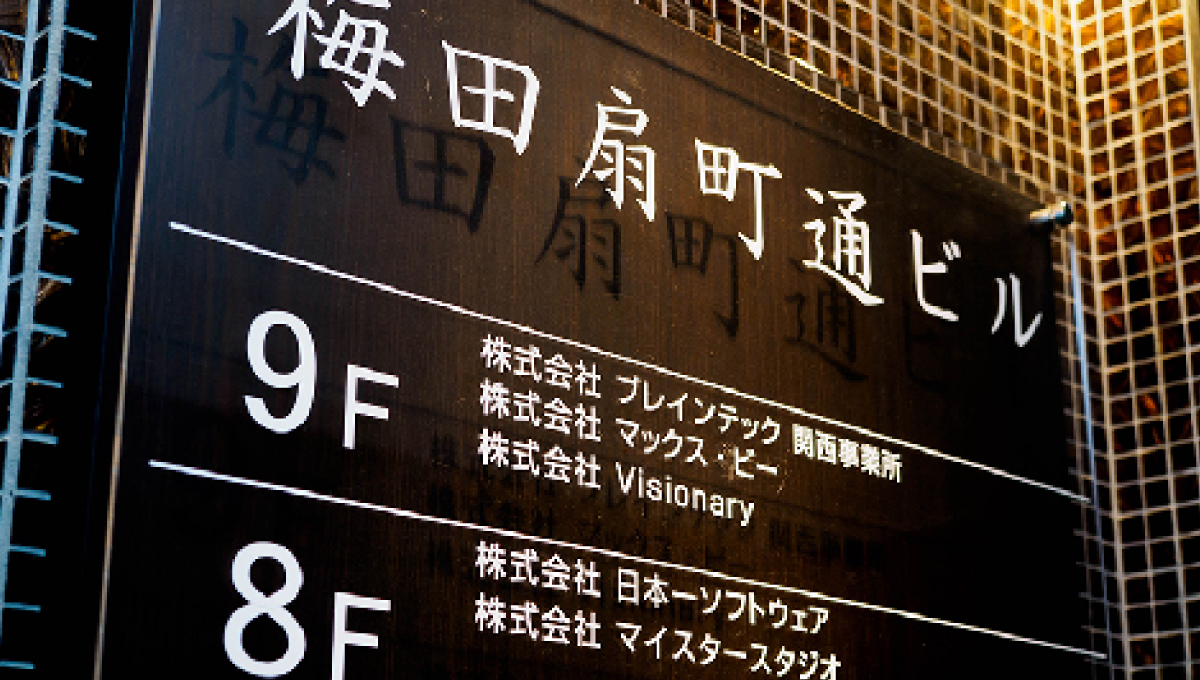 梅田扇町通ビル
9F
株式会社 ブレインテック 関西事業所
株式会社 マックス・ビー
株式会社 Visionary
8F
株式会社 日本一ソフトウェア
株式会社 マイスタースタジオ